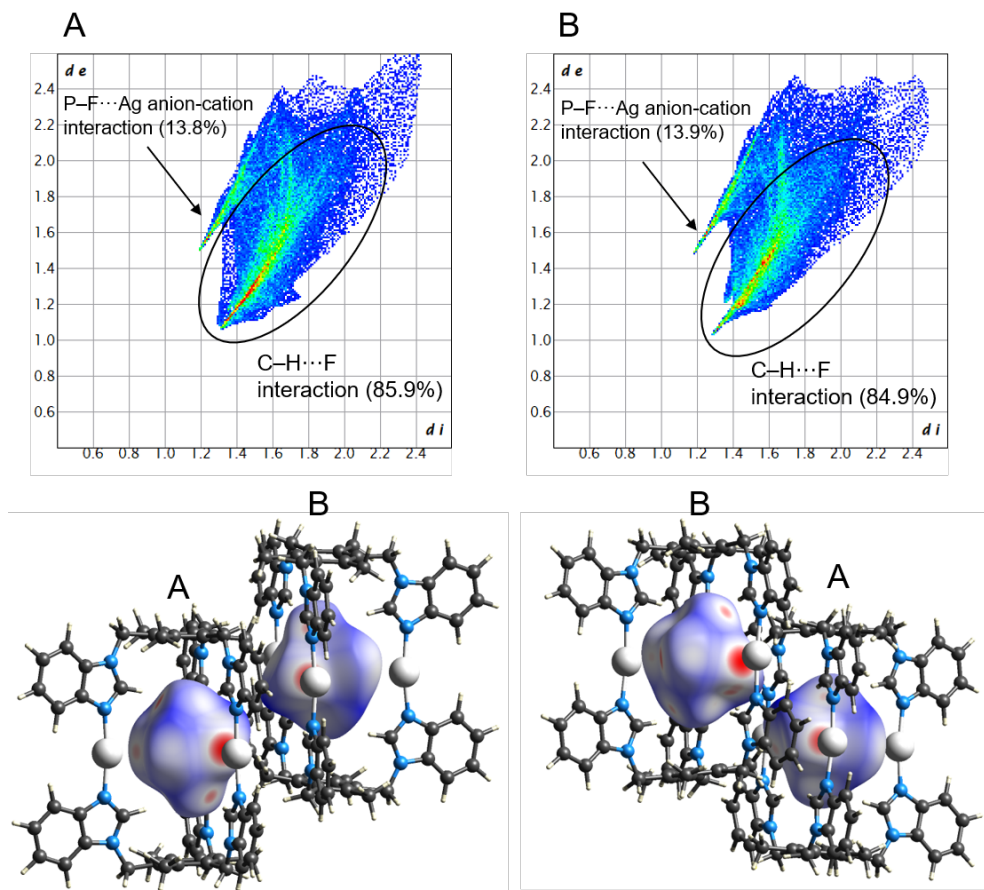 A
B
d e
2.4
2.2
2.0
1.8
1.6
1.4
1.2
1.0
0.8
0.6
P–F⋯Ag anion-cation
interaction (13.8%)
C–H⋯F
interaction (85.9%)
d i
0.6 0.8 1.0 1.2 1.4 1.6 1.8 2.0 2.2 2.4
d e
2.4
2.2
2.0
1.8
1.6
1.4
1.2
1.0
0.8
0.6
P–F⋯Ag anion-cation
interaction (13.9%)
C–H⋯F
interaction (84.9%)
d i
0.6 0.8 1.0 1.2 1.4 1.6 1.8 2.0 2.2 2.4
B
A
B
A